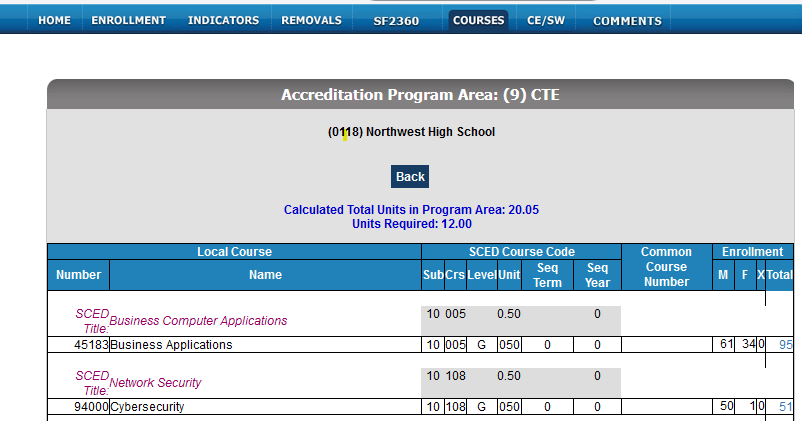 HOME ENROLLMENT INDICATORS REMOVALS SF2360 COURSES CE/SW COMMENTS
Accreditation Program Area: (9) CTE
(0118) Northwest High School
Back
Calculated Total Units in Program Area: 20.05
Units Required: 12.00
Local Course SCED Course Code Common Course Number Enrollment
Number Name Sub Crs Level Unit Seq Term Seq Year M F X Total
SCED Title: Business Computer Applications 10 005 0.50 0
45183 Business Applications 10 005 G 050 0 0 61 34 0 95
SCED Title: Network Security 10 108 0.50 0
94000 Cybersecurity 10 108 G 050 0 0 50 1 0 51